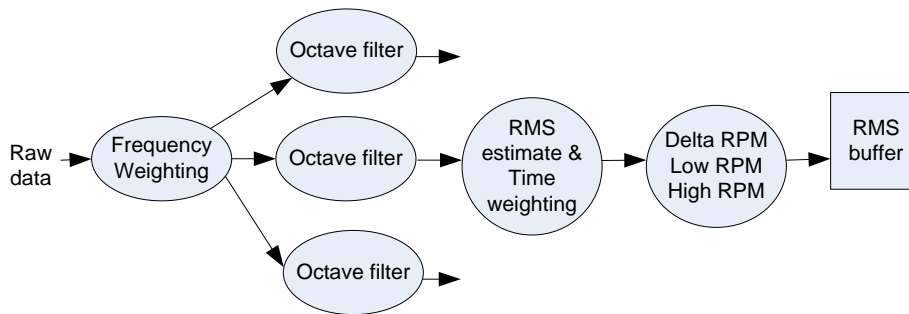 Raw
data
Frequency
Weighting
Octave filter
Octave filter
Octave filter
RMS
estimate &
Time
weighting
Delta RPM
Low RPM
High RPM
RMS
buffer